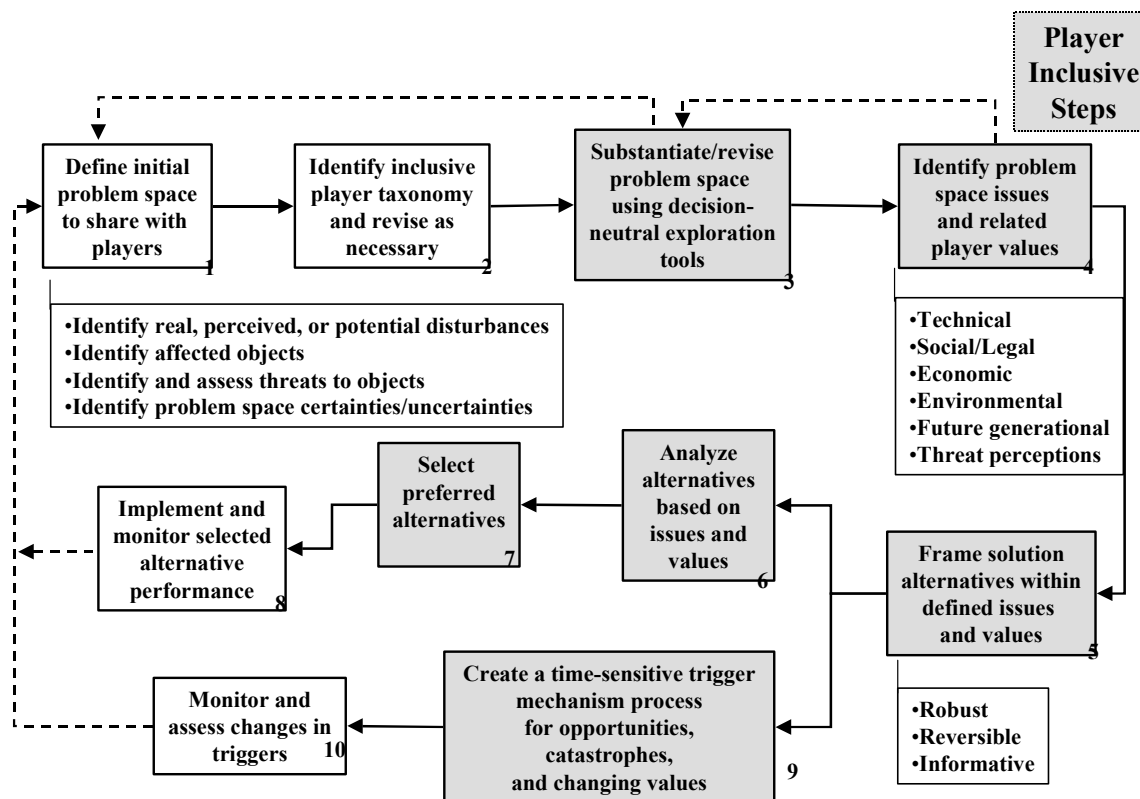 Player
Inclusive
Steps
Define initial
problem space
to share with
players
1
Identify inclusive
player taxonomy
and revise as
necessary
2
Substantiate/revise
problem space
using decision-
neutral exploration
tools
3
Identify problem
space issues
and related
player values
4
•Identify real, perceived, or potential disturbances
•Identify affected objects
•Identify and assess threats to objects
•Identify problem space certainties/uncertainties
•Technical
•Social/Legal
•Economic
•Environmental
•Future generational
•Threat perceptions
Frame solution
alternatives within
defined issues
and values
5
•Robust
•Reversible
•Informative
Analyze
alternatives
based on
issues and
values
6
Select
preferred
alternatives
7
Implement and
monitor selected
alternative
performance
8
Create a time-sensitive trigger
mechanism process
for opportunities,
catastrophes,
and changing values
9
Monitor and
assess changes in
triggers
10